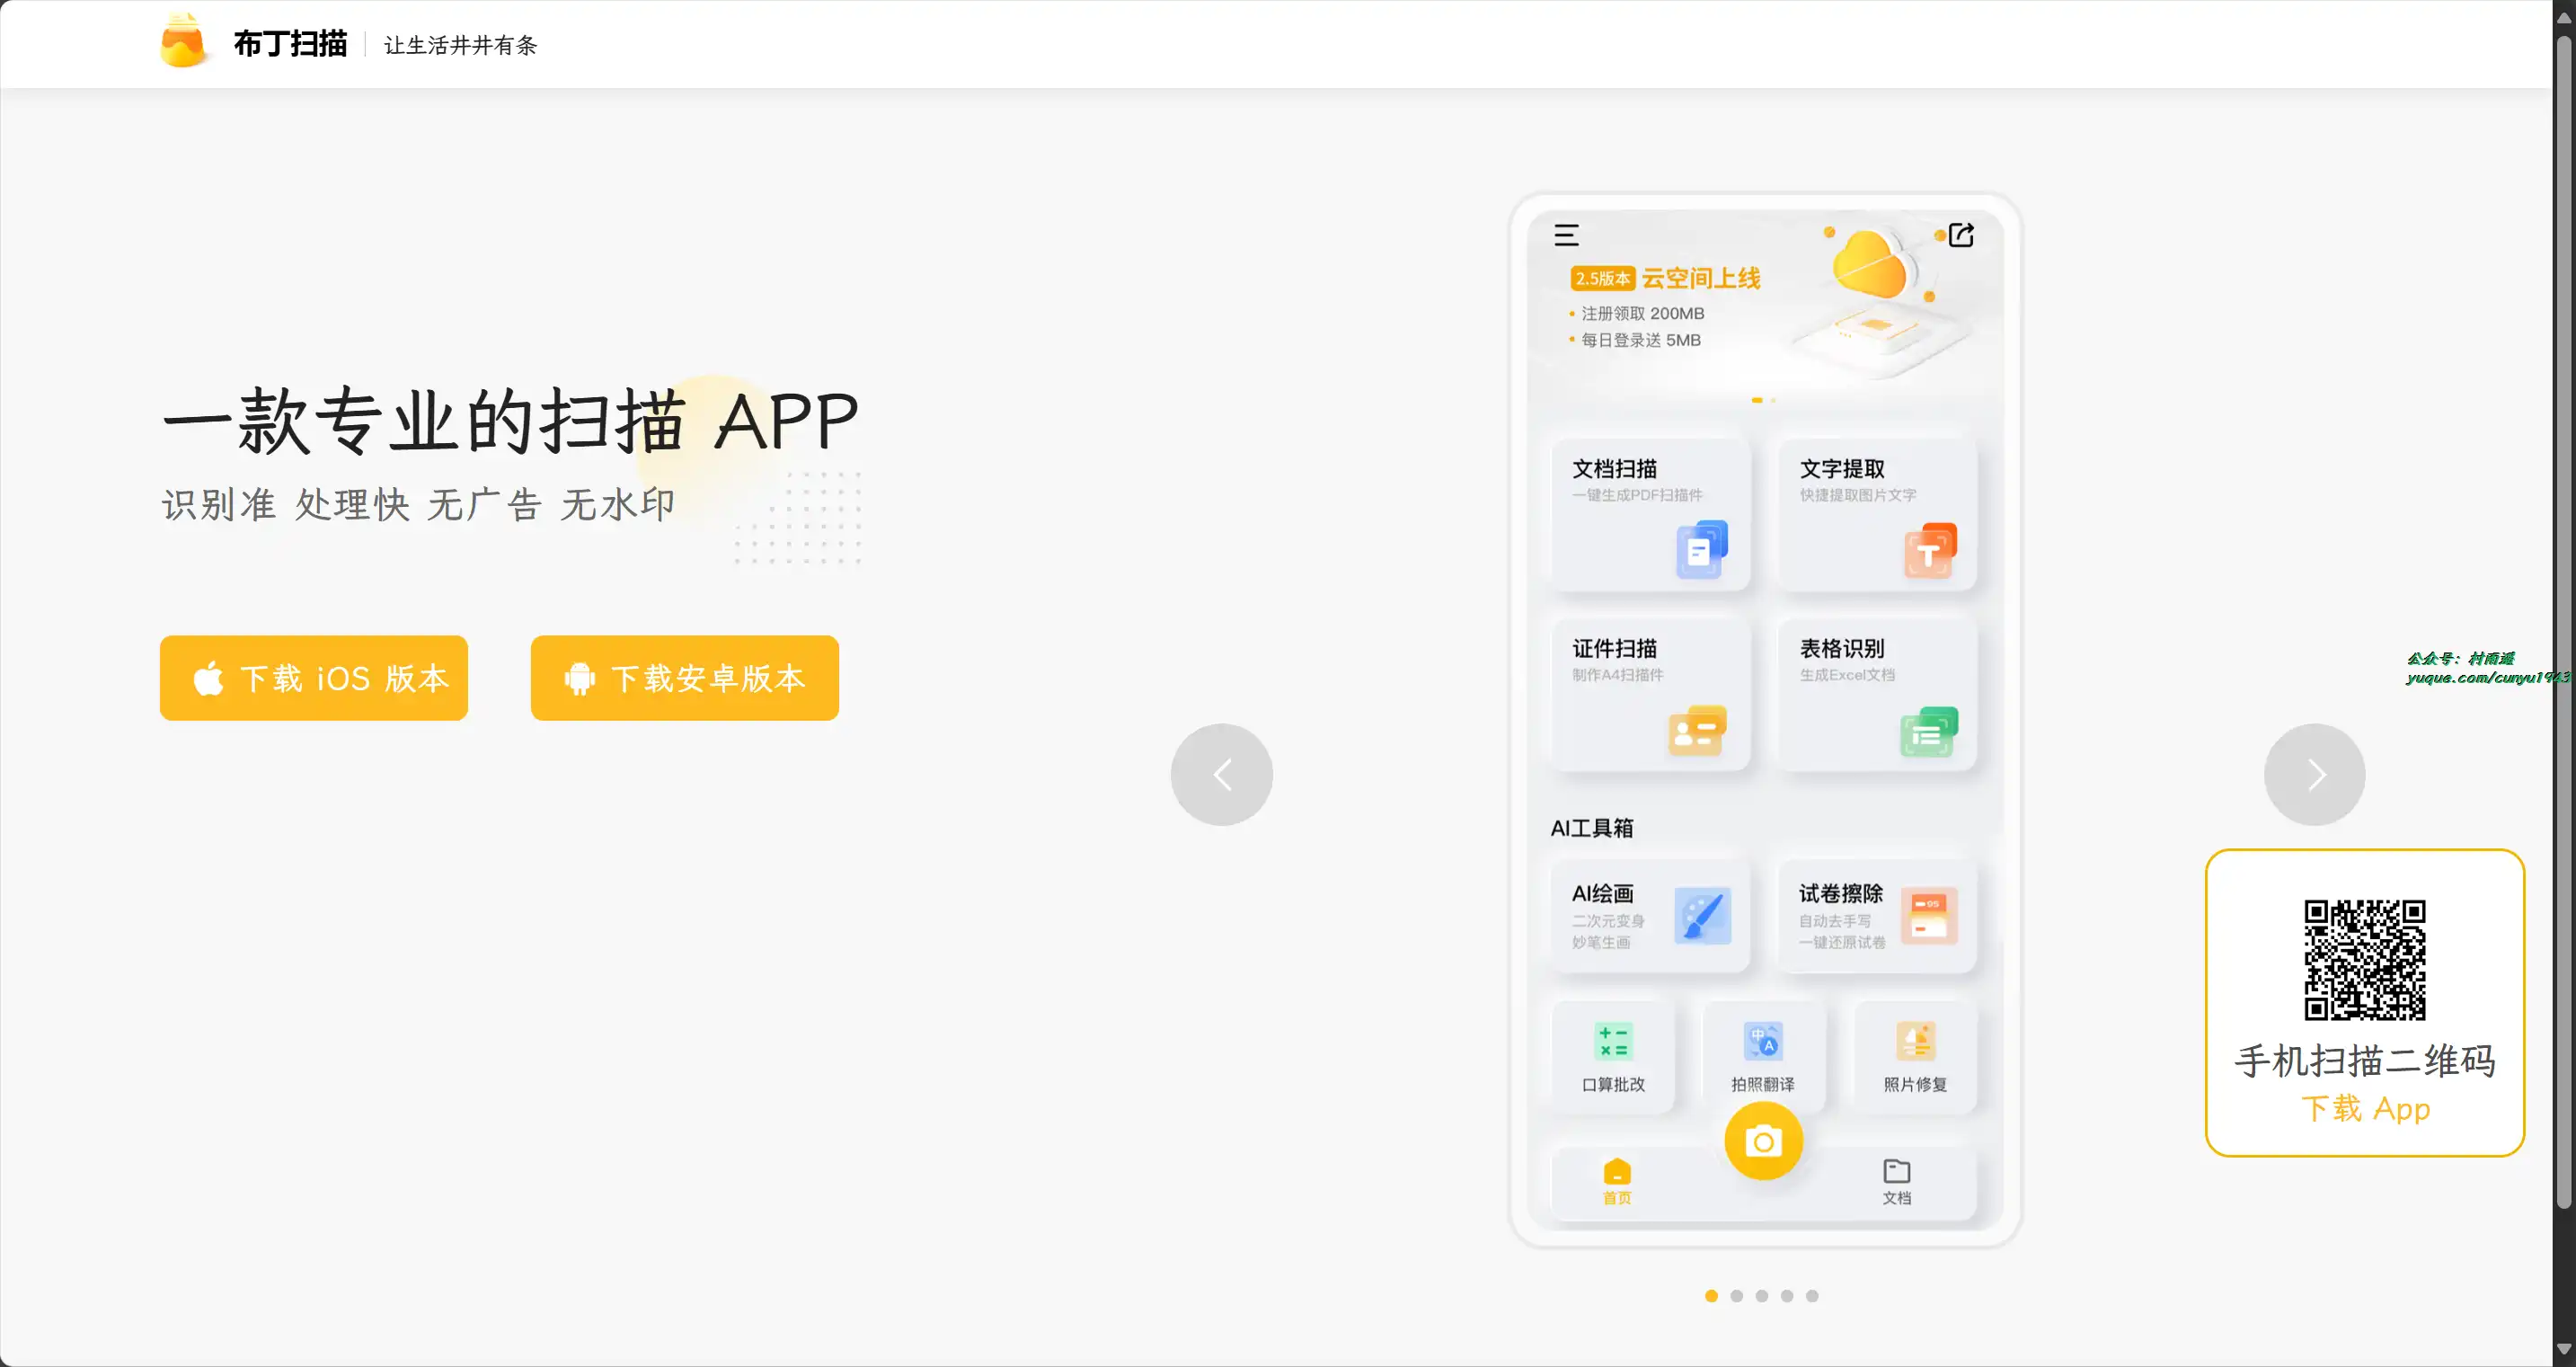 布丁扫描
让生活井井有条
一款专业的扫描 APP
识别准 处理快 无广告 无水印
下载 iOS 版本
下载安卓版本
2.5版本 云空间上线
注册领取 200MB
每日登录送 5MB
文档扫描
一键生成PDF扫描件
文字提取
快捷提取图片文字
证件扫描
制作A4扫描件
表格识别
生成Excel文档
AI工具箱
AI绘画
二次元变身
妙笔生画
试卷擦除
自动去手写
一键还原试卷
口算批改
拍照翻译
照片修复
首页
文档
公众号：村雨遥
yuque.com/cunyu1943
手机扫描二维码
下载 App